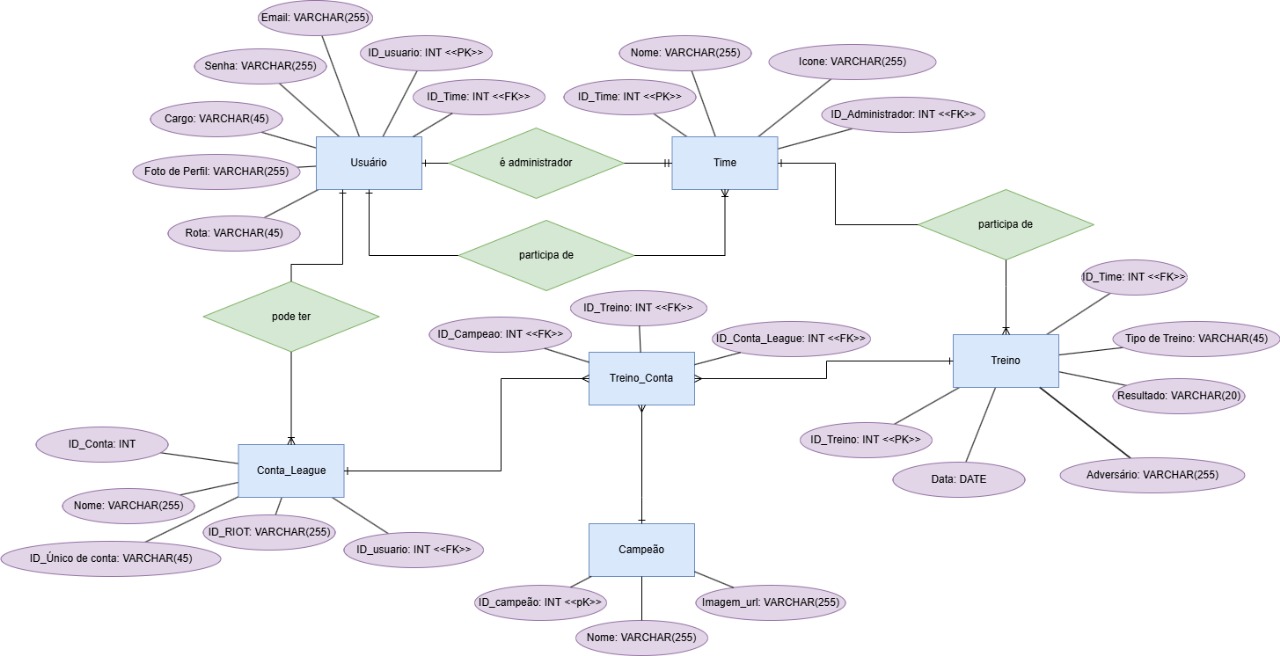 Email: VARCHAR(255)
Senha: VARCHAR(255)
ID_usuario: INT <<PK>>
ID_Time: INT <<FK>>
Cargo: VARCHAR(45)
Foto de Perfil: VARCHAR(255)
Rota: VARCHAR(45)
Usuário
é administrador
Nome: VARCHAR(255)
Icone: VARCHAR(255)
ID_Time: INT <<PK>>
ID_Administrador: INT <<FK>>
Time
participa de
participa de
pode ter
ID_Time: INT <<FK>>
Tipo de Treino: VARCHAR(45)
Resultado: VARCHAR(20)
Treino
ID_Treino: INT <<PK>>
Data: DATE
Adversário: VARCHAR(255)
ID_Treino: INT <<FK>>
ID_Campeao: INT <<FK>>
ID_Conta_League: INT <<FK>>
Treino_Conta
ID_Conta: INT
Conta_League
Nome: VARCHAR(255)
ID_RIOT: VARCHAR(255)
ID_Único de conta: VARCHAR(45)
ID_usuario: INT <<FK>>
Campeão
ID_campeão: INT <<pK>>
Imagem_url: VARCHAR(255)
Nome: VARCHAR(255)